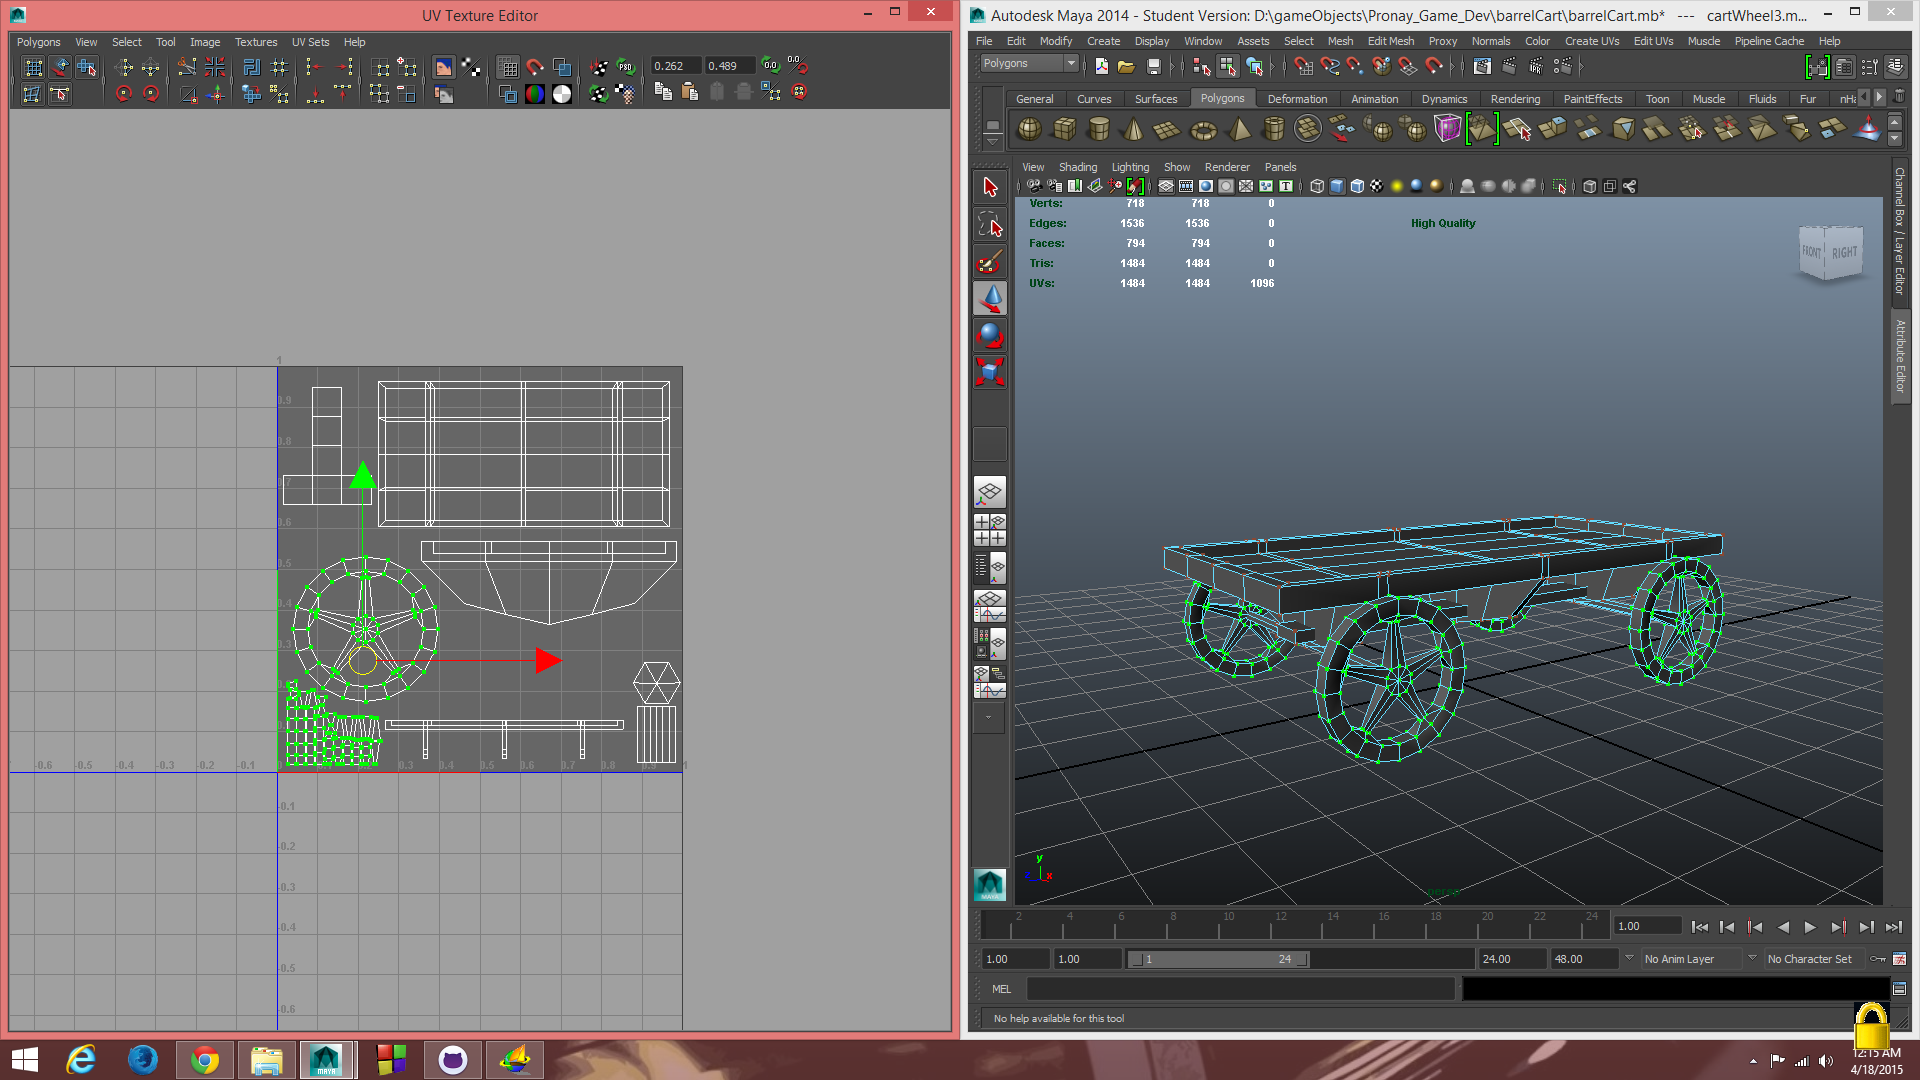 UV Texture Editor
Polygons View Select Tool Image Textures UV Sets Help
0.262 0.489
1
0.9
0.8
0.6
0.5
0.4
0.3
-0.6 -0.5 -0.4 -0.3 -0.2 -0.1 0 0.3 0.4 0.5 0.6 0.7 0.8 0.9 1
-0.1
-0.2
-0.3
-0.4
-0.5
-0.6
Autodesk Maya 2014 - Student Version: D:\gameObjects\Pronay_Game_Dev\barrelCart\barrelCart.mb* --- cartWheel3.m...
File Edit Modify Create Display Window Assets Select Mesh Edit Mesh Proxy Normals Color Create UVs Edit UVs Muscle Pipeline Cache Help
Polygons
General Curves Surfaces Polygons Deformation Animation Dynamics Rendering PaintEffects Toon Muscle Fluids Fur nHa
View Shading Lighting Show Renderer Panels
Verts: 718 718 0
Edges: 1536 1536 0
Faces: 794 794 0
Tris: 1484 1484 0
UVs: 1484 1484 1096
High Quality
FRONT RIGHT
Channel Box / Layer Editor
Attribute Editor
y
x
persp
MAYA
2 4 6 8 10 12 14 16 18 20 22 24
1.00
1.00 1.00 1 24 24.00 48.00 No Anim Layer No Character Set
MEL
No help available for this tool
MAYA
12:15 AM
4/18/2015